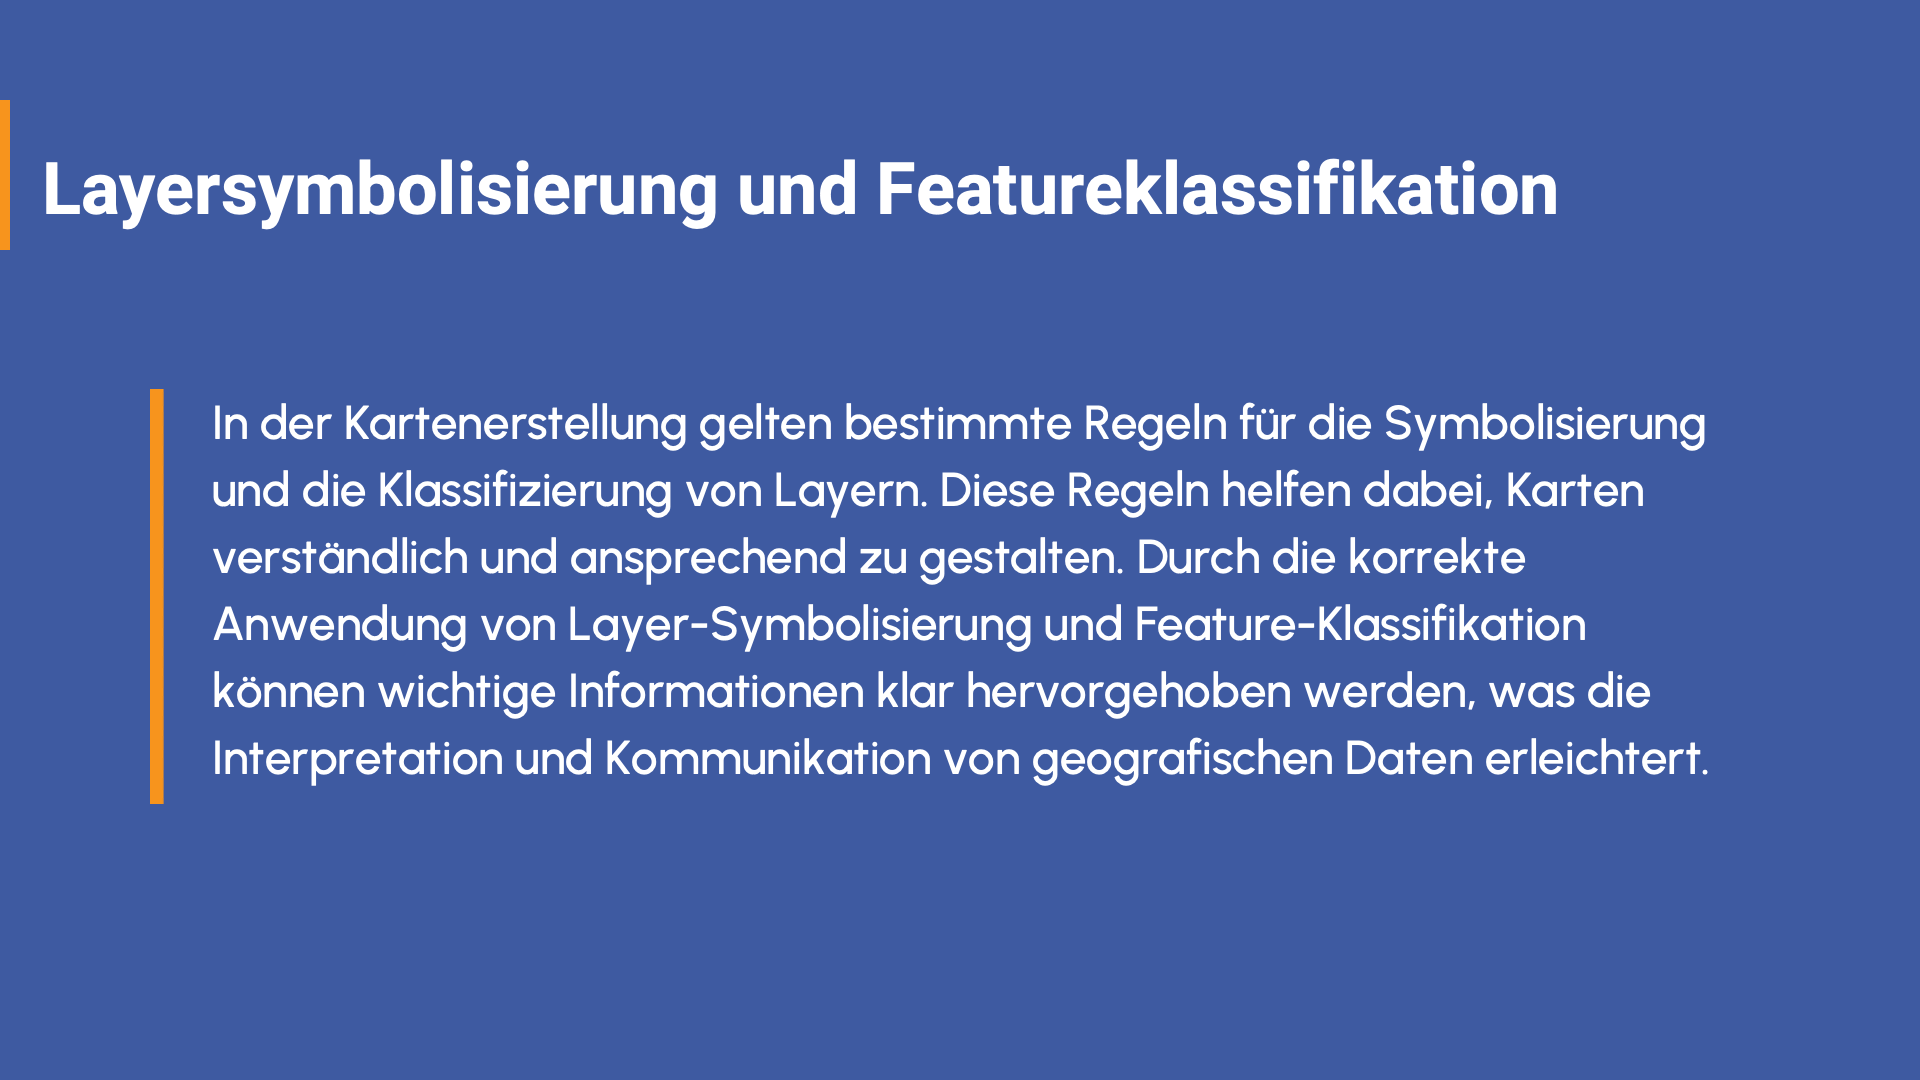 Layersymbolisierung und Featureklassifikation
In der Kartenerstellung gelten bestimmte Regeln für die Symbolisierung
und die Klassifizierung von Layern. Diese Regeln helfen dabei, Karten
verständlich und ansprechend zu gestalten. Durch die korrekte
Anwendung von Layer-Symbolisierung und Feature-Klassifikation
können wichtige Informationen klar hervorgehoben werden, was die
Interpretation und Kommunikation von geografischen Daten erleichtert.